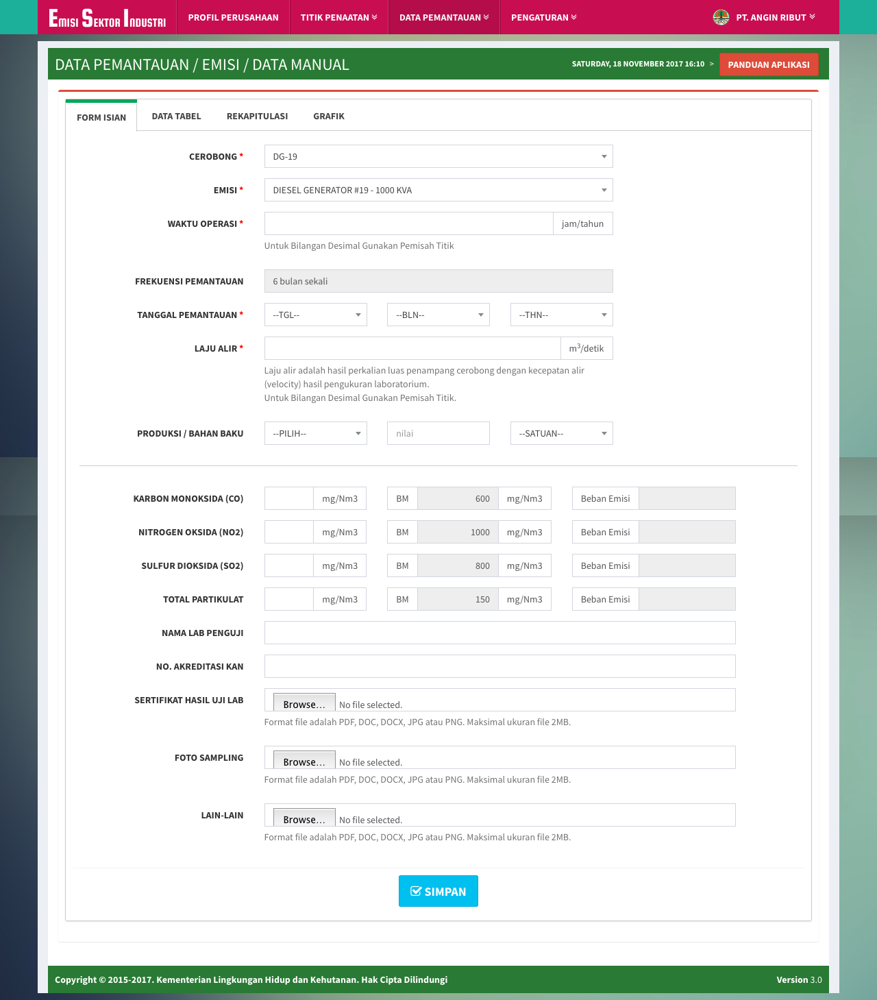 EMISI SEKTOR INDUSTRI
PROFIL PERUSAHAAN
TITIK PENAATAN
DATA PEMANTAUAN
PENGATURAN
PT. ANGIN RIBUT
DATA PEMANTAUAN / EMISI / DATA MANUAL
SATURDAY, 18 NOVEMBER 2017 16:10 >
PANDUAN APLIKASI
FORM ISIAN
DATA TABEL
REKAPITULASI
GRAFIK
CEROBONG *
DG-19
EMISI *
DIESEL GENERATOR #19 - 1000 KVA
WAKTU OPERASI *
jam/tahun
Untuk Bilangan Desimal Gunakan Pemisah Titik
FREKUENSI PEMANTAUAN
6 bulan sekali
TANGGAL PEMANTAUAN *
--TGL--
--BLN--
--THN--
LAJU ALIR *
m³/detik
Laju alir adalah hasil perkalian luas penampang cerobong dengan kecepatan alir
(velocity) hasil pengukuran laboratorium.
Untuk Bilangan Desimal Gunakan Pemisah Titik.
PRODUKSI / BAHAN BAKU
--PILIH--
nilai
--SATUAN--
KARBON MONOKSIDA (CO)
mg/Nm3
BM
600
mg/Nm3
Beban Emisi
NITROGEN OKSIDA (NO2)
mg/Nm3
BM
1000
mg/Nm3
Beban Emisi
SULFUR DIOKSIDA (SO2)
mg/Nm3
BM
800
mg/Nm3
Beban Emisi
TOTAL PARTIKULAT
mg/Nm3
BM
150
mg/Nm3
Beban Emisi
NAMA LAB PENGUJI
NO. AKREDITASI KAN
SERTIFIKAT HASIL UJI LAB
Browse...
No file selected.
Format file adalah PDF, DOC, DOCX, JPG atau PNG. Maksimal ukuran file 2MB.
FOTO SAMPLING
Browse...
No file selected.
Format file adalah PDF, DOC, DOCX, JPG atau PNG. Maksimal ukuran file 2MB.
LAIN-LAIN
Browse...
No file selected.
Format file adalah PDF, DOC, DOCX, JPG atau PNG. Maksimal ukuran file 2MB.
SIMPAN
Copyright © 2015-2017. Kementerian Lingkungan Hidup dan Kehutanan. Hak Cipta Dilindungi
Version 3.0